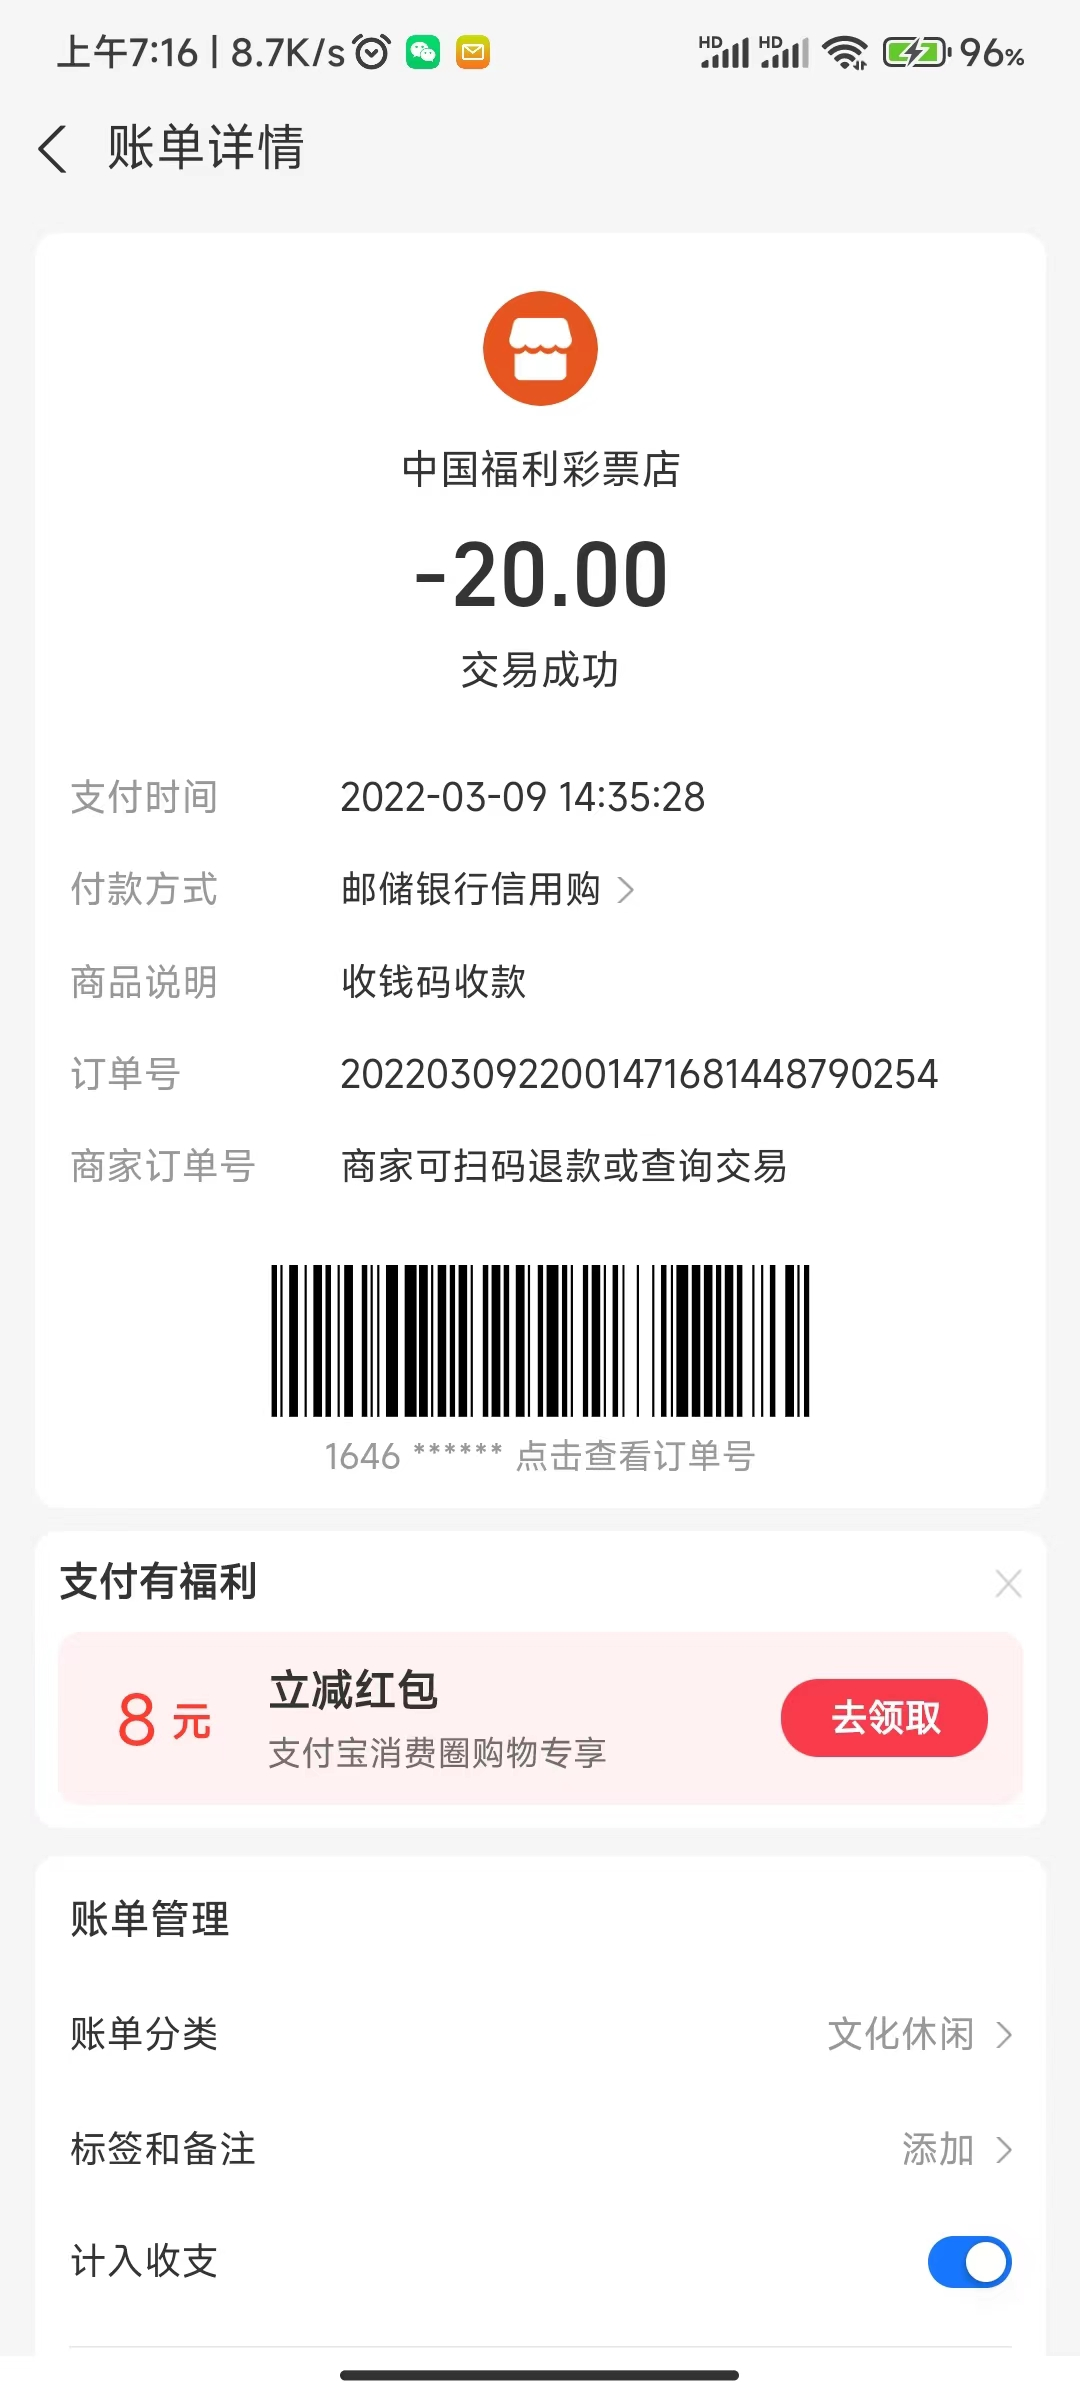 上午7:16 | 8.7K/s
HD HD 96%
账单详情
中国福利彩票店
-20.00
交易成功
支付时间 2022-03-09 14:35:28
付款方式 邮储银行信用购
商品说明 收钱码收款
订单号 2022030922001471681448790254
商家订单号 商家可扫码退款或查询交易
1646 ****** 点击查看订单号
支付有福利
8 元 立减红包
支付宝消费圈购物专享
去领取
账单管理
账单分类 文化休闲
标签和备注 添加
计入收支